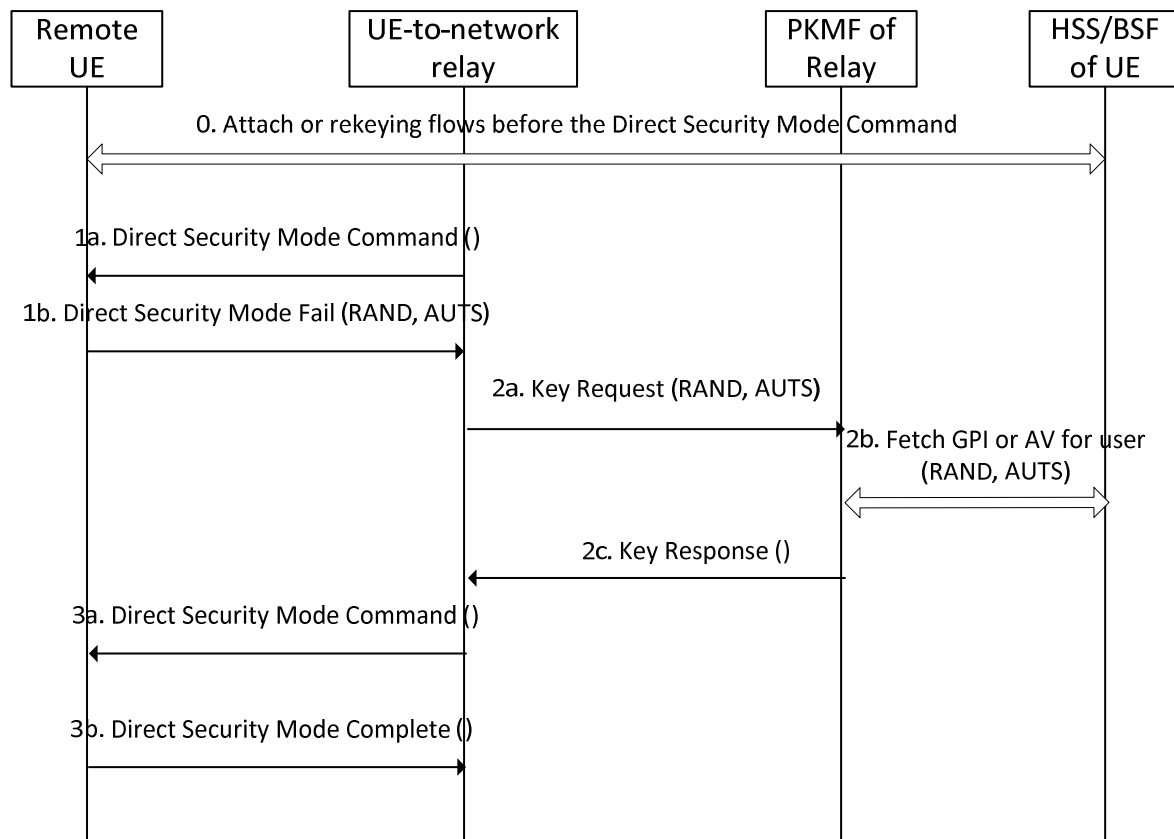 Remote
UE
UE-to-network
relay
PKMF of
Relay
HSS/BSF
of UE
0. Attach or rekeying flows before the Direct Security Mode Command
1a. Direct Security Mode Command ()
1b. Direct Security Mode Fail (RAND, AUTS)
2a. Key Request (RAND, AUTS)
2b. Fetch GPI or AV for user
(RAND, AUTS)
2c. Key Response ()
3a. Direct Security Mode Command ()
3b. Direct Security Mode Complete ()